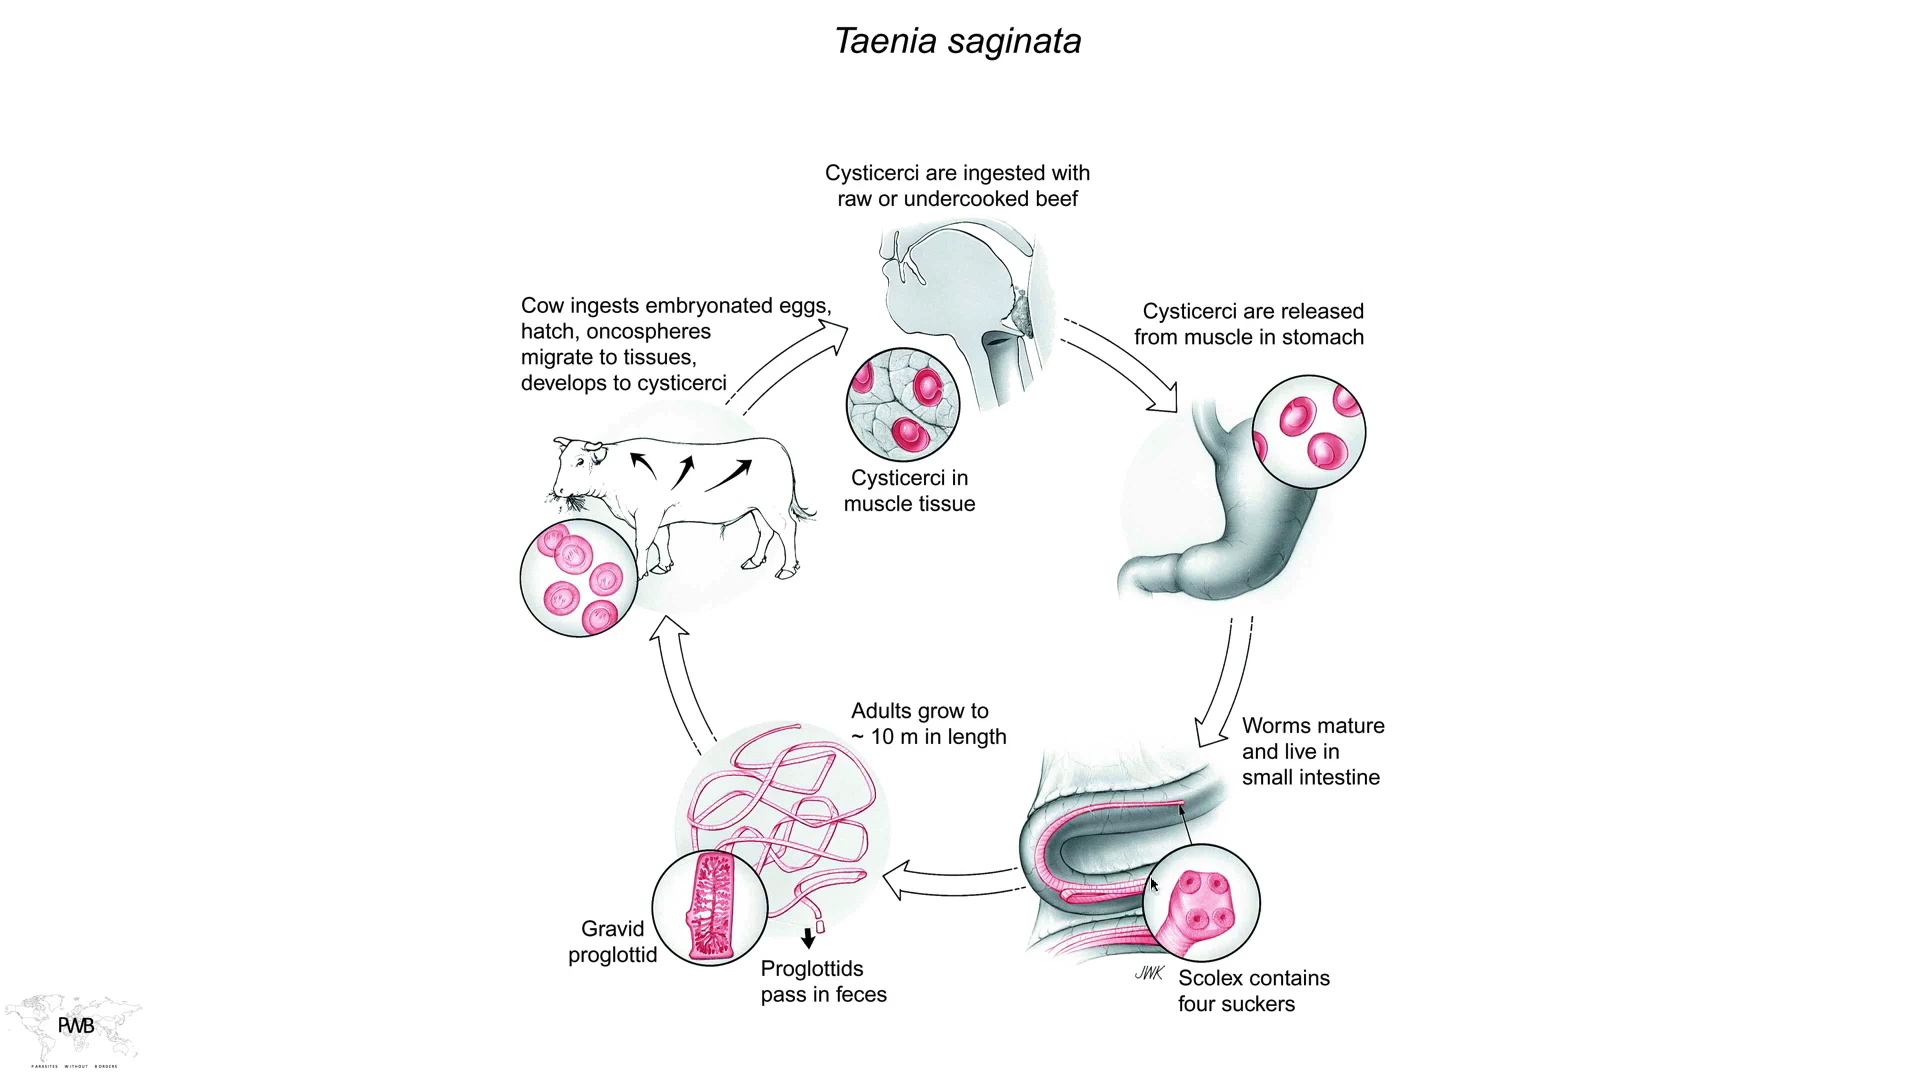 Taenia saginata
Cysticerci are ingested with
raw or undercooked beef
Cow ingests embryonated eggs,
hatch, oncospheres
migrate to tissues,
develops to cysticerci
Cysticerci are released
from muscle in stomach
Cysticerci in
muscle tissue
Adults grow to
~ 10 m in length
Worms mature
and live in
small intestine
Gravid
proglottid
Proglottids
pass in feces
JWK
Scolex contains
four suckers
PWB
PARASITES WITHOUT BORDERS